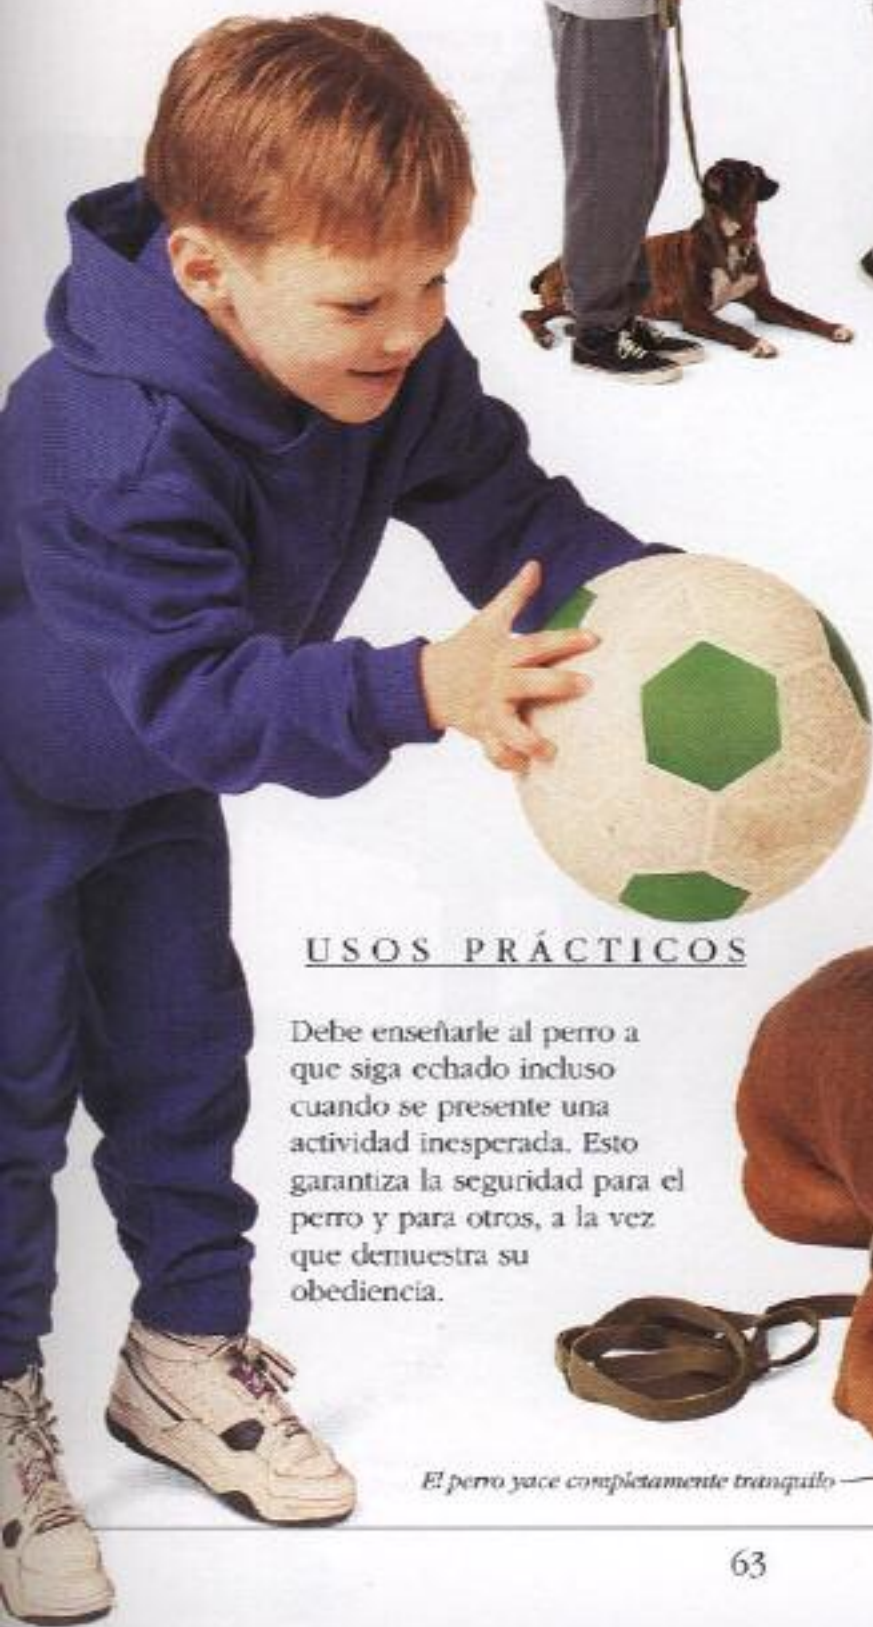 USOS PRÁCTICOS
Debe enseñarle al perro a
que siga echado incluso
cuando se presente una
actividad inesperada. Esto
garantiza la seguridad para el
perro y para otros, a la vez
que demuestra su
obediencia.
El perro yace completamente tranquilo
63